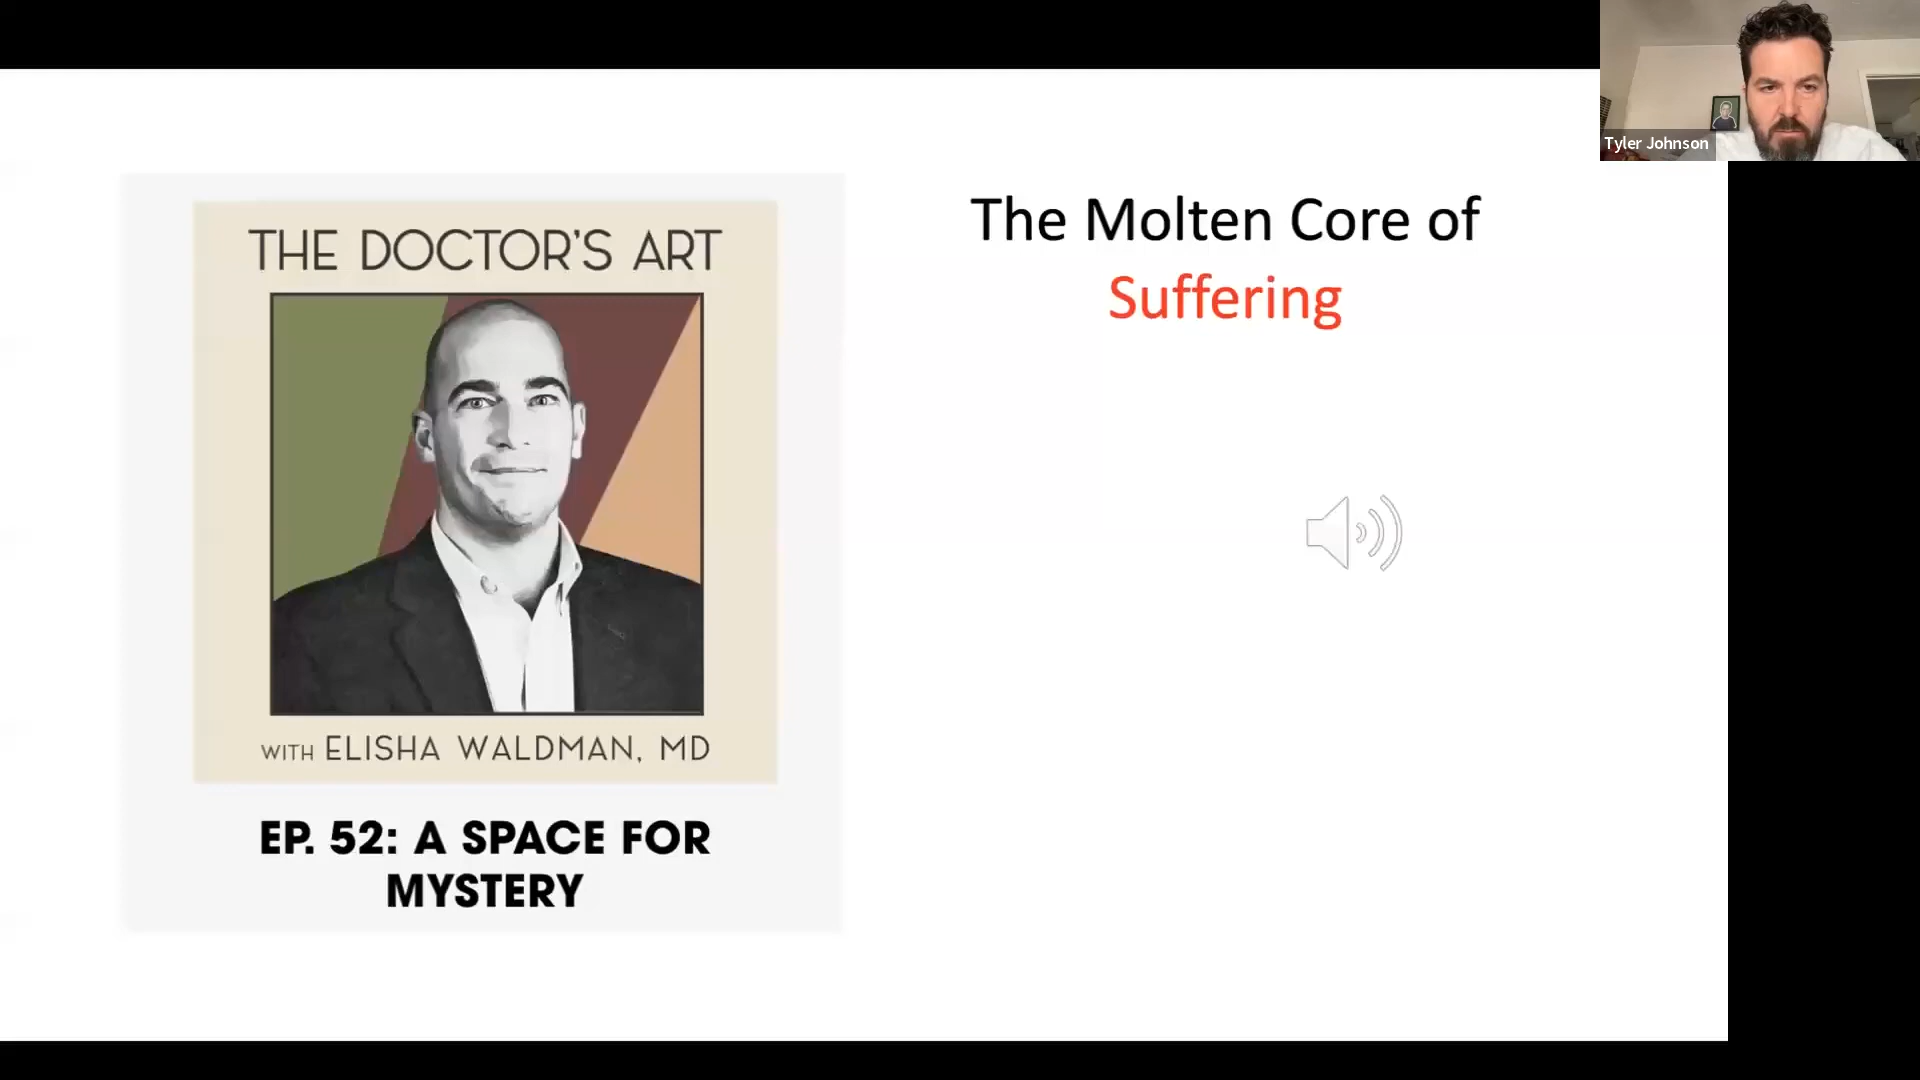 THE DOCTOR'S ART
WITH ELISHA WALDMAN, MD
EP. 52: A SPACE FOR
MYSTERY
The Molten Core of
Suffering
Tyler Johnson